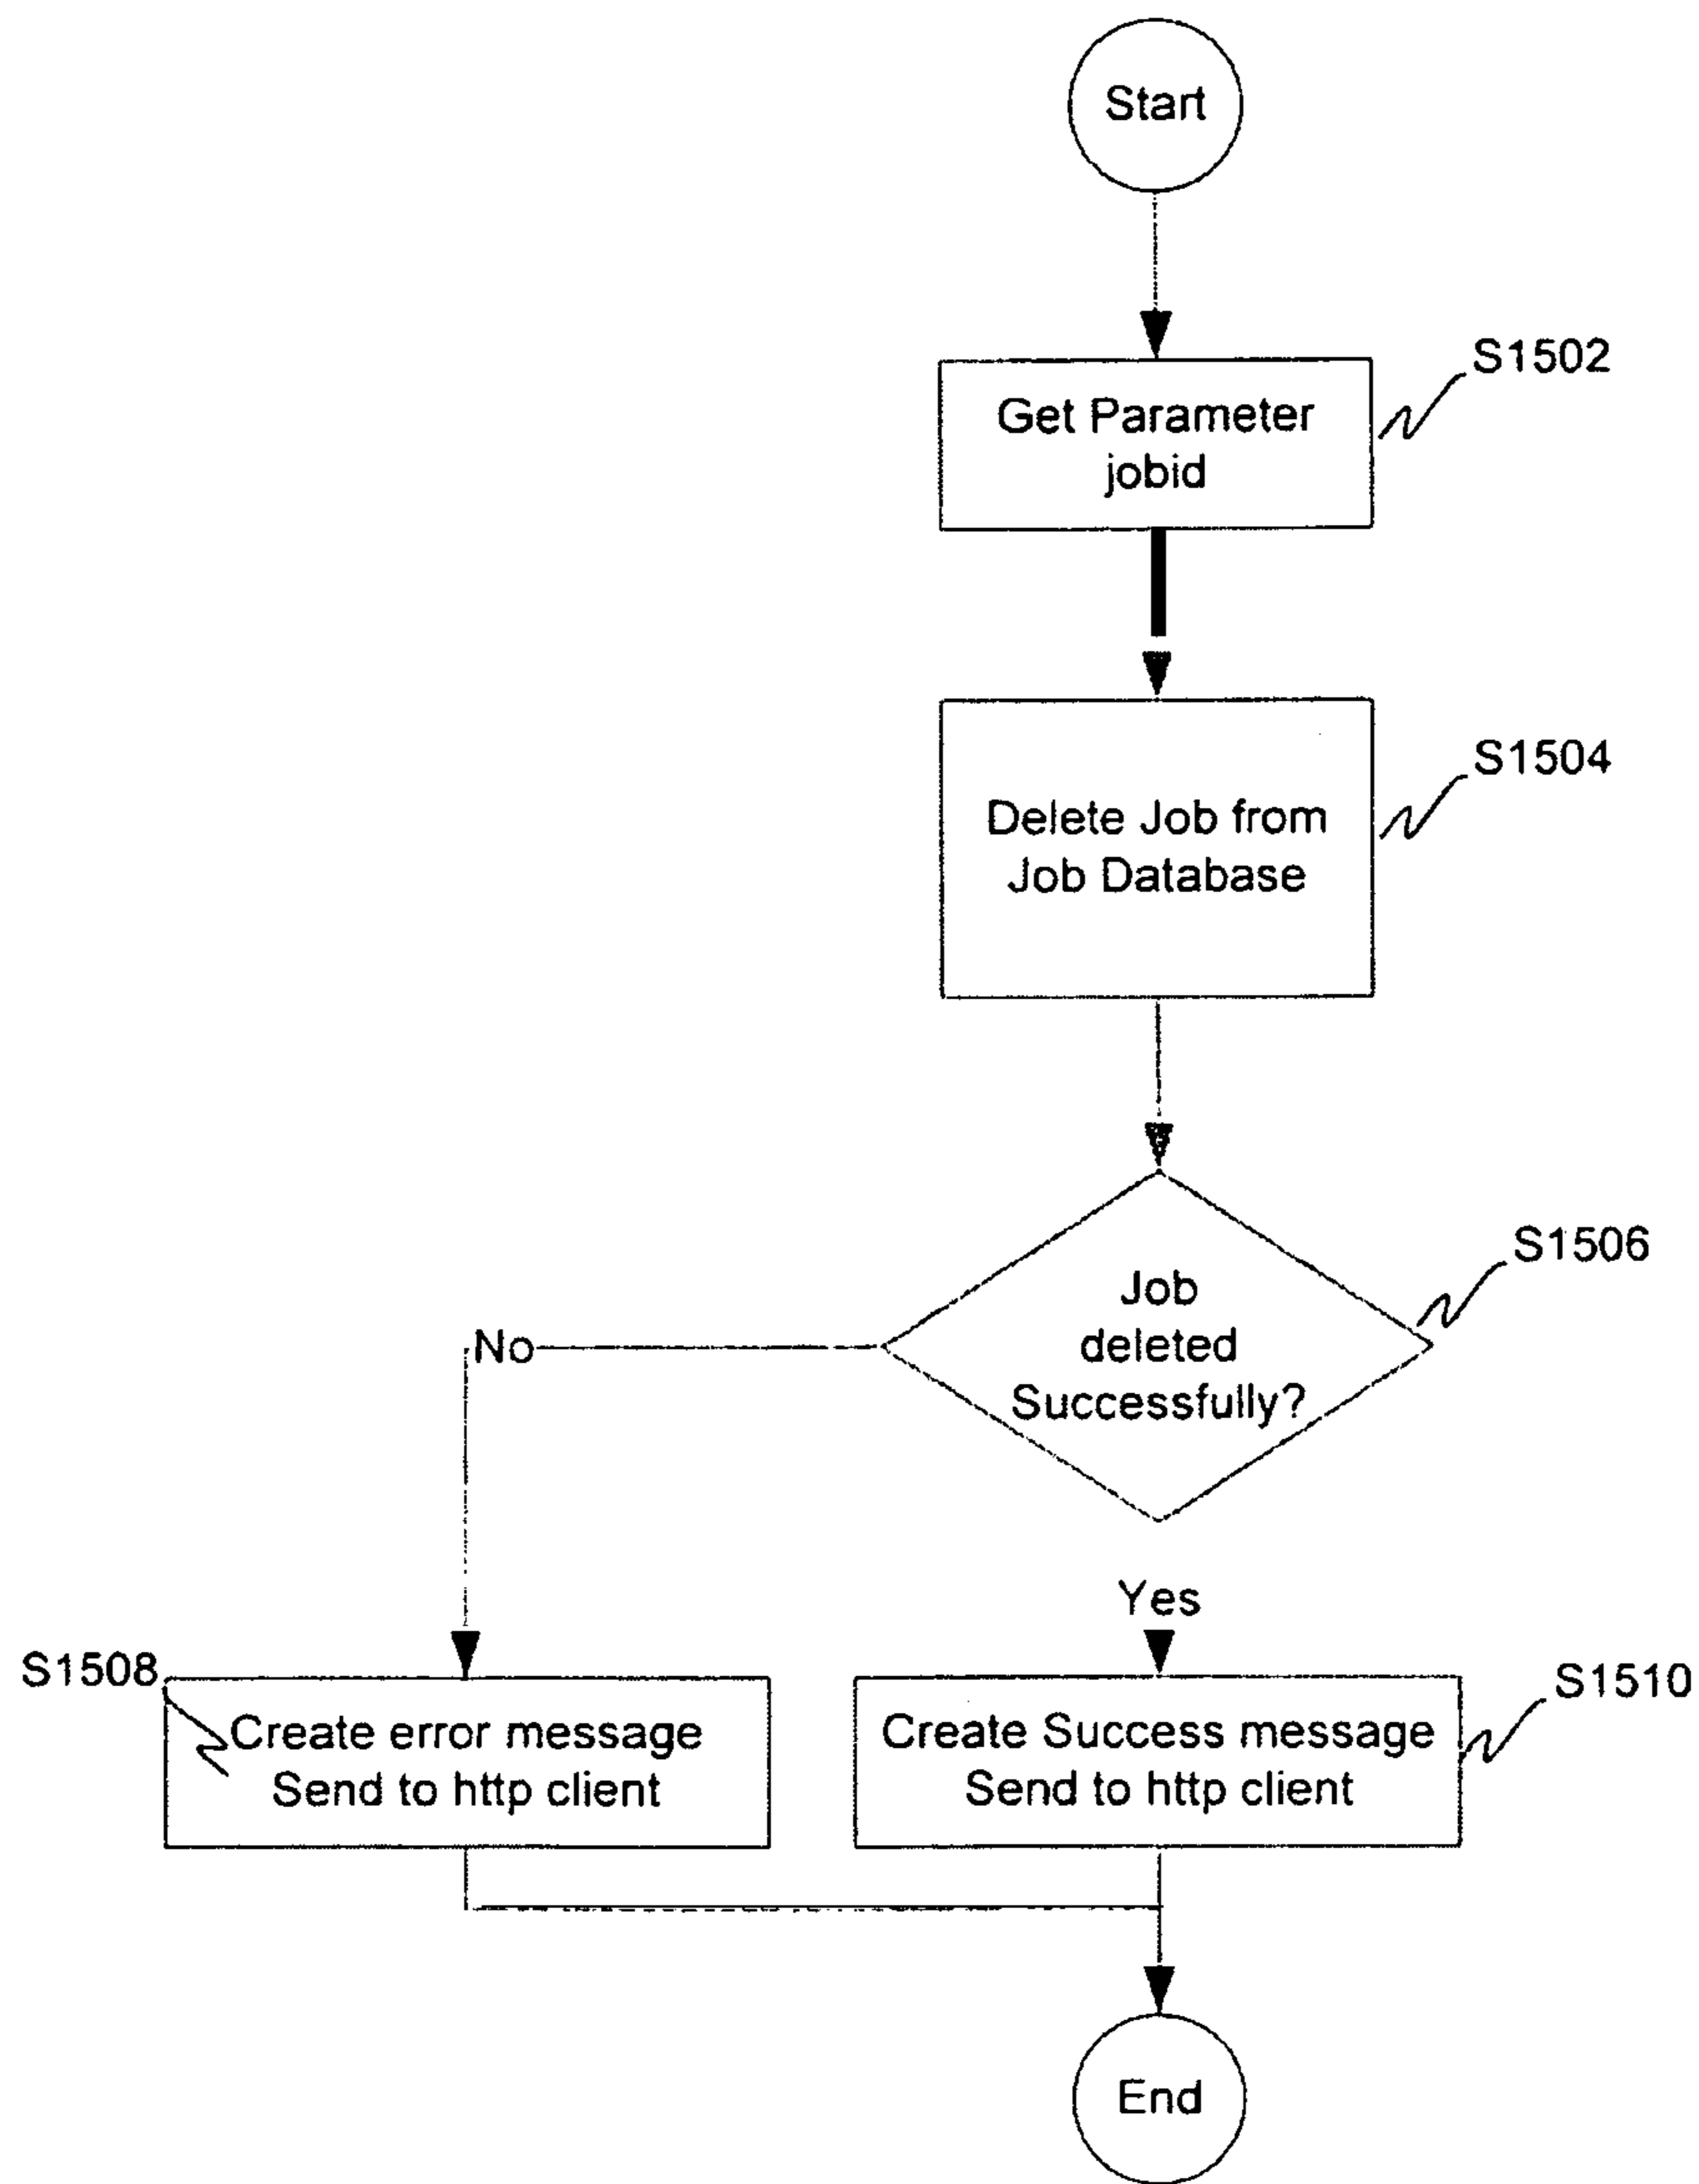 Start
S1502
Get Parameter
jobid
S1504
Delete Job from
Job Database
S1506
Job
deleted
Successfully?
No
Yes
S1508
Create error message
Send to http client
S1510
Create Success message
Send to http client
End